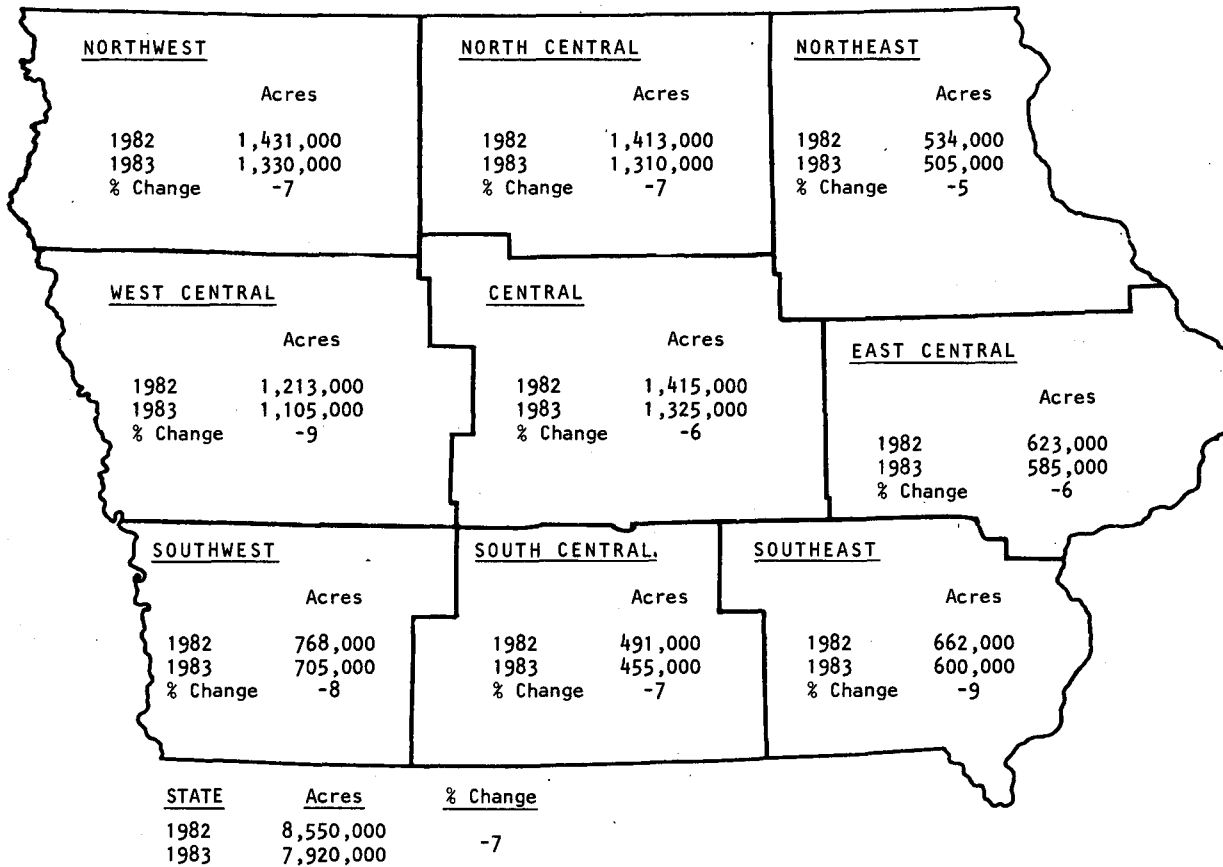 NORTHWEST
Acres
1982 1,431,000
1983 1,330,000
% Change -7
NORTH CENTRAL
Acres
1982 1,413,000
1983 1,310,000
% Change -7
NORTHEAST
Acres
1982 534,000
1983 505,000
% Change -5
WEST CENTRAL
Acres
1982 1,213,000
1983 1,105,000
% Change -9
CENTRAL
Acres
1982 1,415,000
1983 1,325,000
% Change -6
EAST CENTRAL
Acres
1982 623,000
1983 585,000
% Change -6
SOUTHWEST
Acres
1982 768,000
1983 705,000
% Change -8
SOUTH CENTRAL
Acres
1982 491,000
1983 455,000
% Change -7
SOUTHEAST
Acres
1982 662,000
1983 600,000
% Change -9
STATE Acres % Change
1982 8,550,000
-7
1983 7,920,000